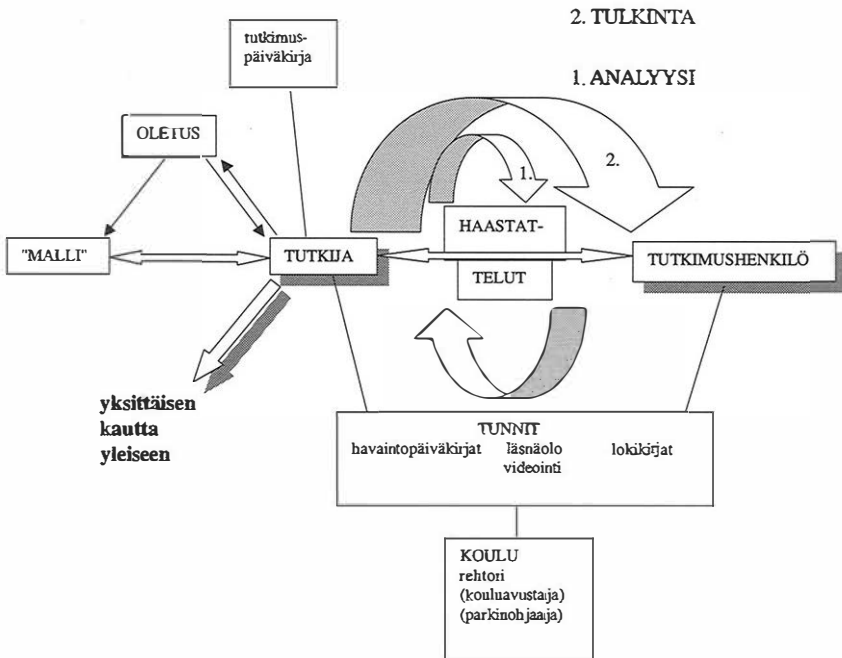 2. TULKINTA
tutkimus-
päiväkirja
1. ANALYYSI
OLETUS
1.
2.
HAASTAT-
"MALLI"
TUTKIJA
TUTKIMUSHENKILÖ
TELUT
yksittäisen
kautta
yleiseen
TUNNIT
havaintopäiväkirjat läsnäolo lokikirjat
videointi
KOULU
rehtori
(kouluavustaja)
(parkinohjaaja)